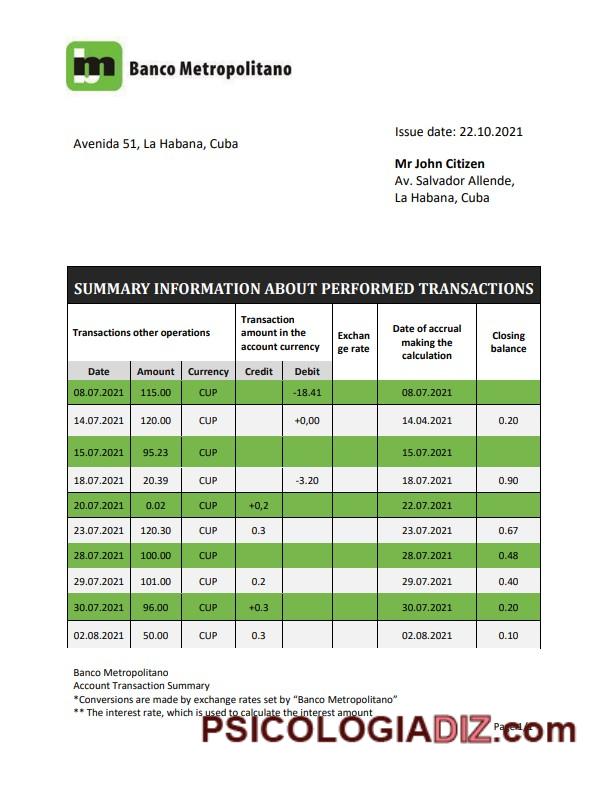 bm Banco Metropolitano
Issue date: 22.10.2021
Avenida 51, La Habana, Cuba
Mr John Citizen
Av. Salvador Allende,
La Habana, Cuba
SUMMARY INFORMATION ABOUT PERFORMED TRANSACTIONS
Transactions other operations
Transaction
amount in the
account currency
Exchan
ge rate
Date of accrual
making the
calculation
Closing
balance
Date Amount Currency Credit Debit
08.07.2021 115.00 CUP -18.41 08.07.2021
14.07.2021 120.00 CUP +0,00 14.04.2021 0.20
15.07.2021 95.23 CUP 15.07.2021
18.07.2021 20.39 CUP -3.20 18.07.2021 0.90
20.07.2021 0.02 CUP +0,2 22.07.2021
23.07.2021 120.30 CUP 0.3 23.07.2021 0.67
28.07.2021 100.00 CUP 28.07.2021 0.48
29.07.2021 101.00 CUP 0.2 29.07.2021 0.40
30.07.2021 96.00 CUP +0.3 30.07.2021 0.20
02.08.2021 50.00 CUP 0.3 02.08.2021 0.10
Banco Metropolitano
Account Transaction Summary
*Conversions are made by exchange rates set by “Banco Metropolitano”
** The interest rate, which is used to calculate the interest amount
Page 1/1
PSICOLOGIADIZ.com